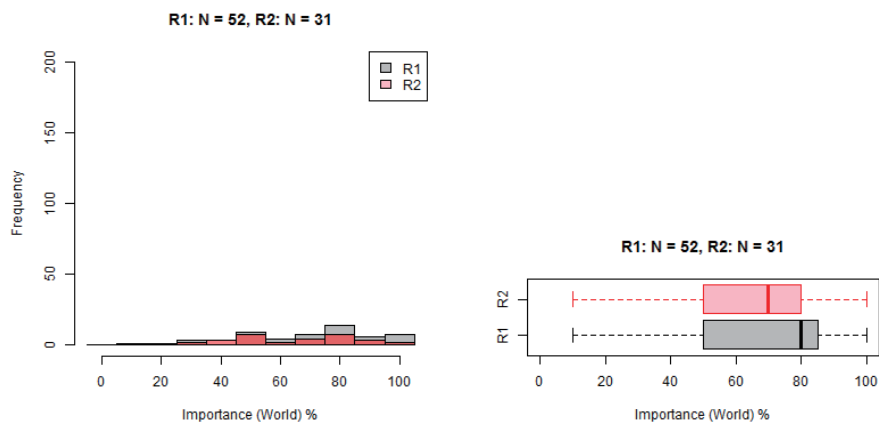 R1: N = 52, R2: N = 31
200
150
100
50
0
Frequency
R1
R2
0 20 40 60 80 100
Importance (World) %
R1: N = 52, R2: N = 31
R2
R1
0 20 40 60 80 100
Importance (World) %